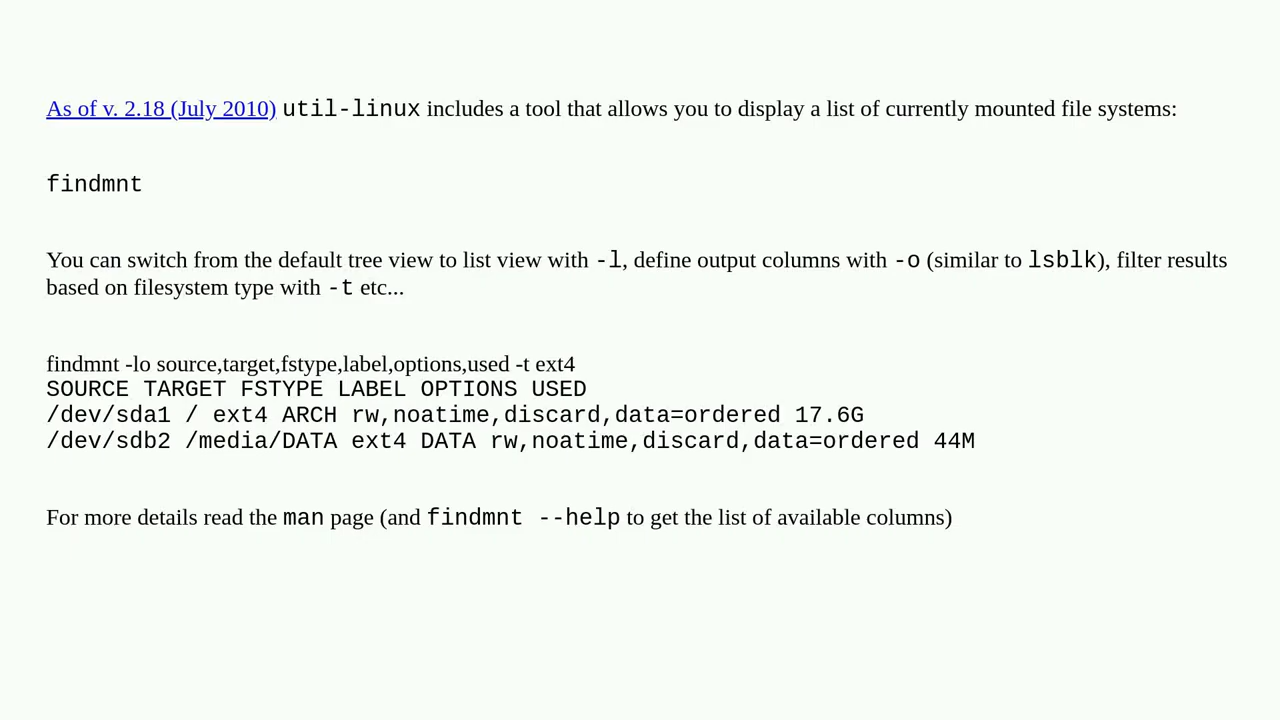 As of v. 2.18 (July 2010) util-linux includes a tool that allows you to display a list of currently mounted file systems:
findmnt
You can switch from the default tree view to list view with -l, define output columns with -o (similar to lsblk), filter results
based on filesystem type with -t etc...
findmnt -lo source,target,fstype,label,options,used -t ext4
SOURCE TARGET FSTYPE LABEL OPTIONS USED
/dev/sda1 / ext4 ARCH rw,noatime,discard,data=ordered 17.6G
/dev/sdb2 /media/DATA ext4 DATA rw,noatime,discard,data=ordered 44M
For more details read the man page (and findmnt --help to get the list of available columns)